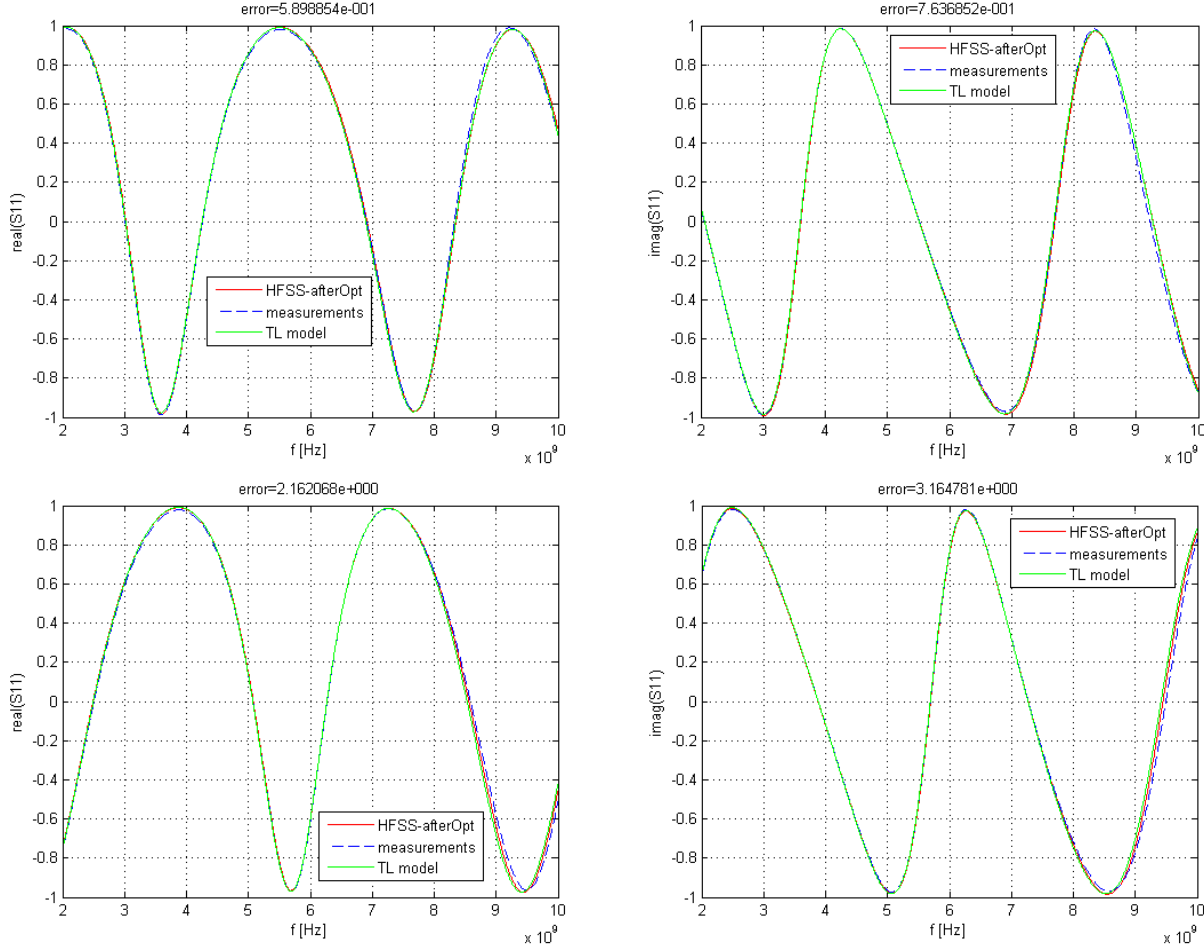 error=5.898854e-001
real(S11)
1
0.8
0.6
0.4
0.2
0
-0.2
-0.4
-0.6
-0.8
-1
HFSS-afterOpt
measurements
TL model
2 3 4 5 6 7 8 9 10
f [Hz]
x 10^9
error=7.636852e-001
imag(S11)
1
0.8
0.6
0.4
0.2
0
-0.2
-0.4
-0.6
-0.8
-1
HFSS-afterOpt
measurements
TL model
2 3 4 5 6 7 8 9 10
f [Hz]
x 10^9
error=2.162068e+000
real(S11)
1
0.8
0.6
0.4
0.2
0
-0.2
-0.4
-0.6
-0.8
-1
HFSS-afterOpt
measurements
TL model
2 3 4 5 6 7 8 9 10
f [Hz]
x 10^9
error=3.164781e+000
imag(S11)
1
0.8
0.6
0.4
0.2
0
-0.2
-0.4
-0.6
-0.8
-1
HFSS-afterOpt
measurements
TL model
2 3 4 5 6 7 8 9 10
f [Hz]
x 10^9